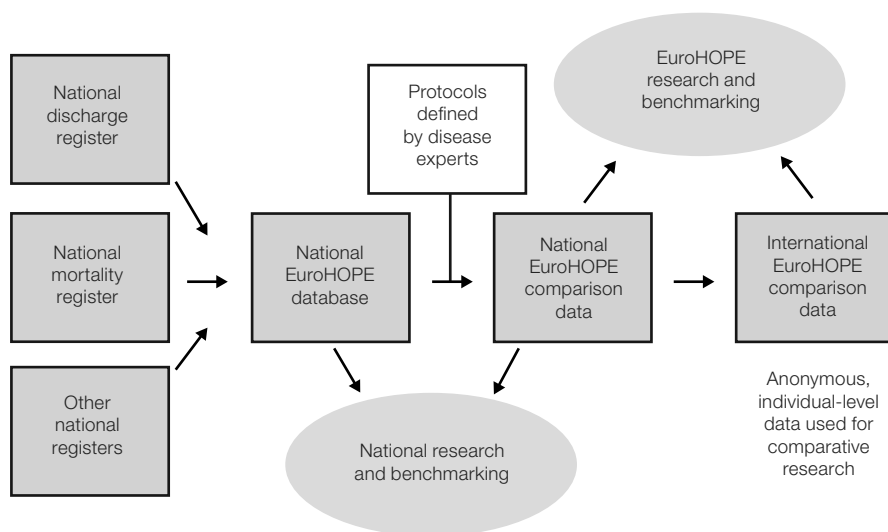 National
discharge
register
National
mortality
register
Other
national
registers
National
EuroHOPE
database
Protocols
defined
by disease
experts
National
EuroHOPE
comparison
data
EuroHOPE
research and
benchmarking
International
EuroHOPE
comparison
data
National research
and benchmarking
Anonymous,
individual-level
data used for
comparative
research